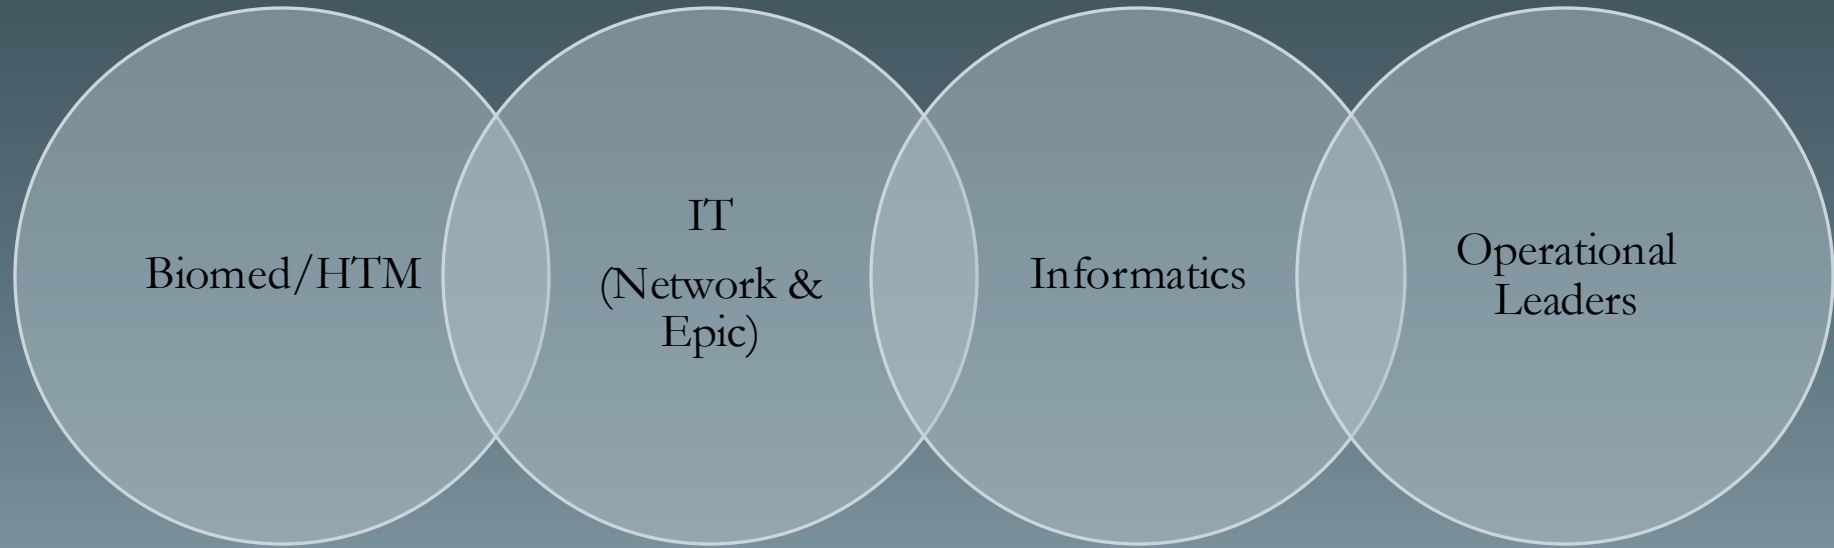 Biomed/HTM
IT
(Network &
Epic)
Informatics
Operational
Leaders